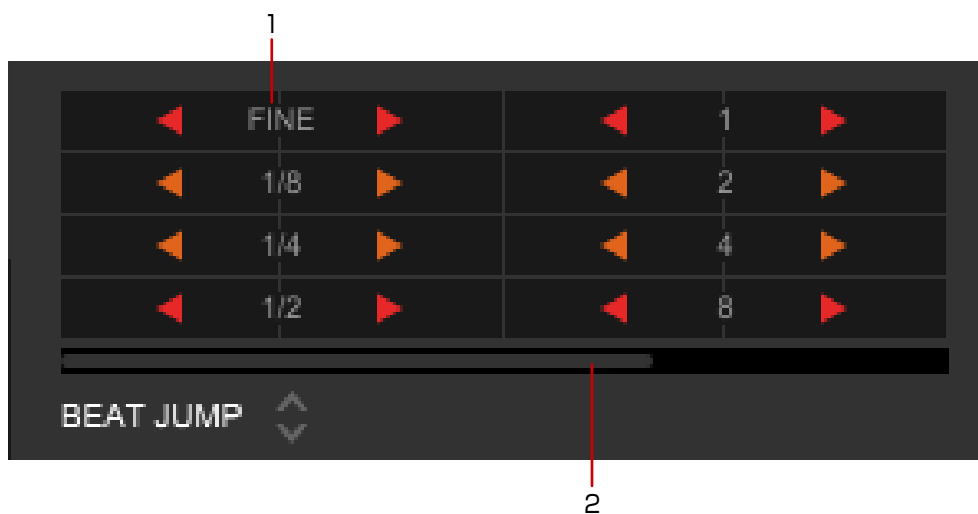 1
FINE 1
1/8 2
1/4 4
1/2 8
BEAT JUMP
2